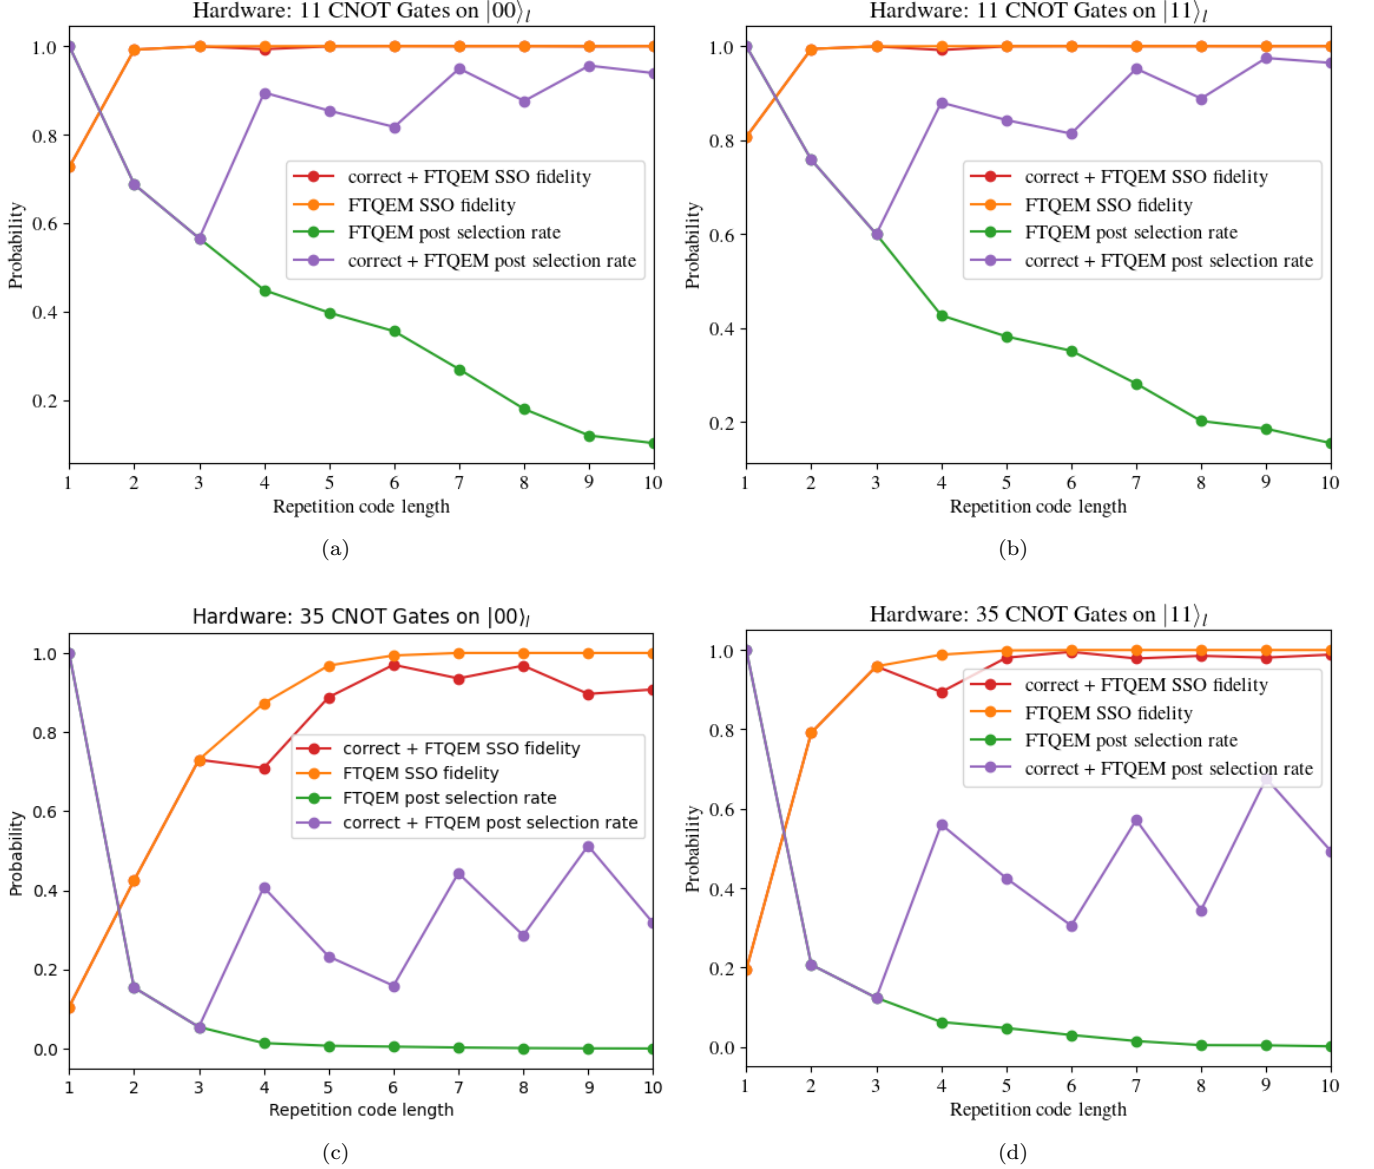 Hardware: 11 CNOT Gates on |00⟩l
1.0
0.8
0.6
0.4
0.2
Probability
correct + FTQEM SSO fidelity
FTQEM SSO fidelity
FTQEM post selection rate
correct + FTQEM post selection rate
1 2 3 4 5 6 7 8 9 10
Repetition code length
(a)
Hardware: 11 CNOT Gates on |11⟩l
1.0
0.8
0.6
0.4
0.2
Probability
correct + FTQEM SSO fidelity
FTQEM SSO fidelity
FTQEM post selection rate
correct + FTQEM post selection rate
1 2 3 4 5 6 7 8 9 10
Repetition code length
(b)
Hardware: 35 CNOT Gates on |00⟩l
1.0
0.8
0.6
0.4
0.2
0.0
Probability
correct + FTQEM SSO fidelity
FTQEM SSO fidelity
FTQEM post selection rate
correct + FTQEM post selection rate
1 2 3 4 5 6 7 8 9 10
Repetition code length
(c)
Hardware: 35 CNOT Gates on |11⟩l
1.0
0.8
0.6
0.4
0.2
0.0
Probability
correct + FTQEM SSO fidelity
FTQEM SSO fidelity
FTQEM post selection rate
correct + FTQEM post selection rate
1 2 3 4 5 6 7 8 9 10
Repetition code length
(d)